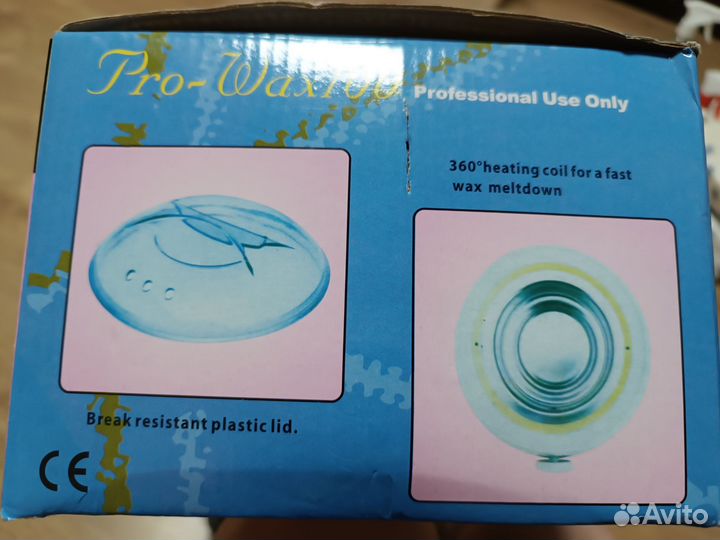 Pro-Wax100
Professional Use Only
360°heating coil for a fast
wax meltdown
Break resistant plastic lid.
CE
Avito